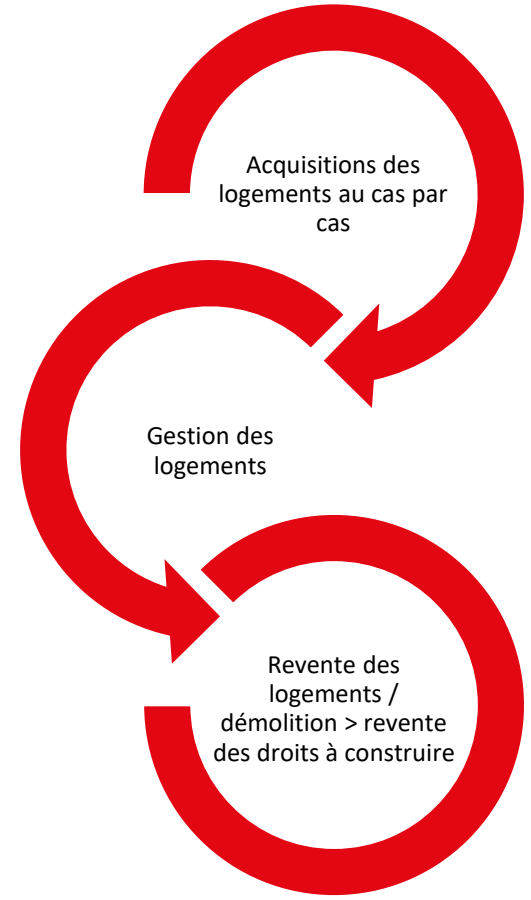 Acquisitions des
logements au cas par
cas
Gestion des
logements
Revente des
logements /
démolition > revente
des droits à construire